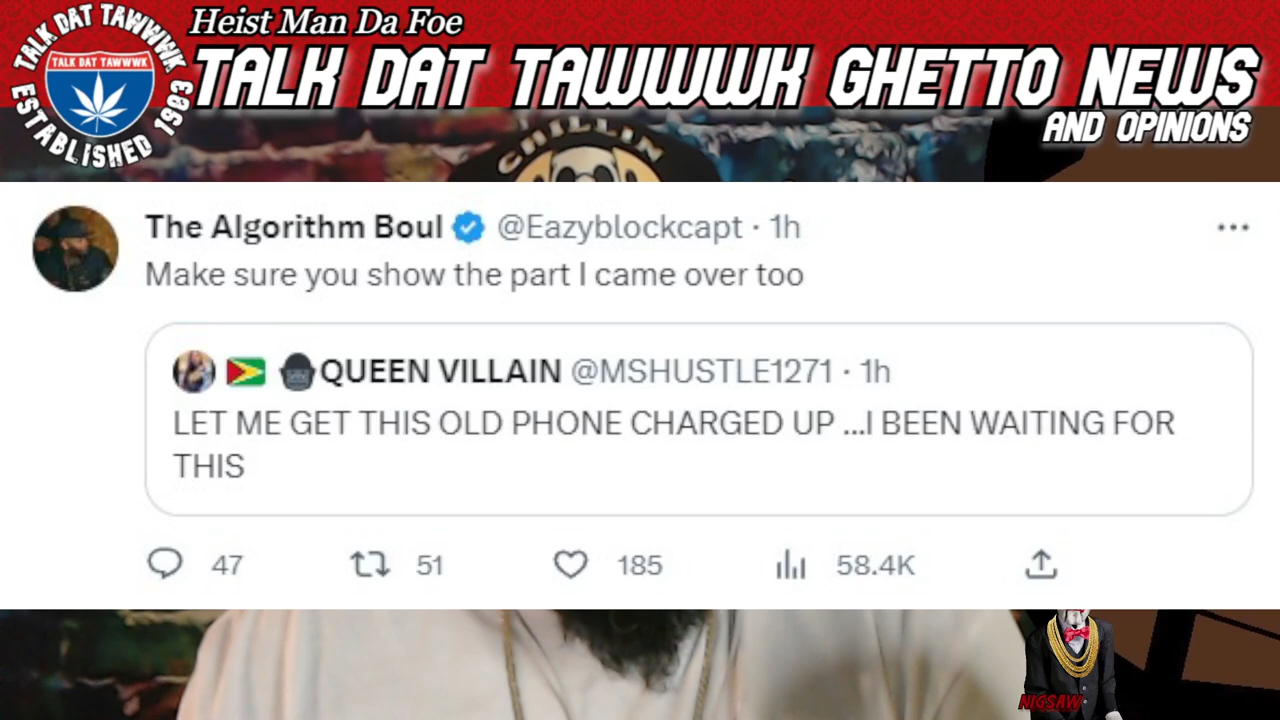 TALK DAT TAWWWK
TALK DAT TAWWWK
ESTABLISHED 1983
Heist Man Da Foe
TALK DAT TAWWWK GHETTO NEWS
AND OPINIONS
CHILLIN
The Algorithm Boul @Eazyblockcapt · 1h
Make sure you show the part I came over too
QUEEN VILLAIN @MSHUSTLE1271 · 1h
LET ME GET THIS OLD PHONE CHARGED UP ...I BEEN WAITING FOR
THIS
47 51 185 58.4K
NIGSAW